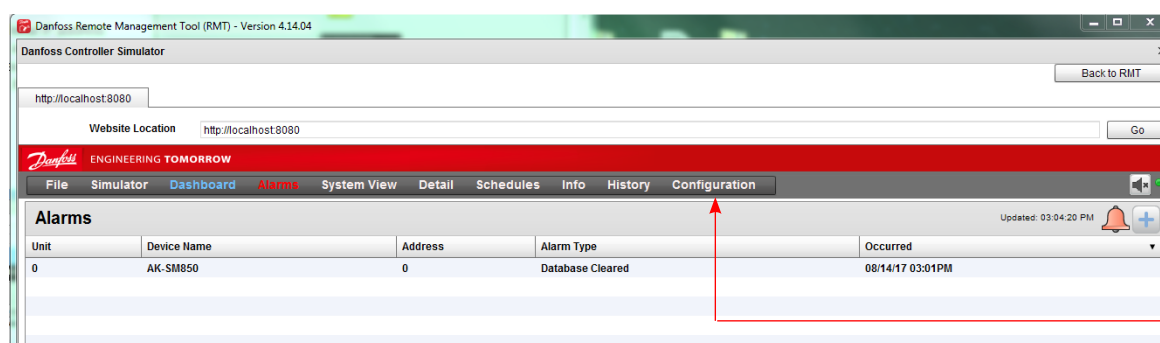 Danfoss Remote Management Tool (RMT) - Version 4.14.04
Danfoss Controller Simulator
Back to RMT
http://localhost:8080
Website Location http://localhost:8080 Go
Danfoss ENGINEERING TOMORROW
File Simulator Dashboard Alarms System View Detail Schedules Info History Configuration
Alarms Updated: 03:04:20 PM
Unit Device Name Address Alarm Type Occurred
0 AK-SM850 0 Database Cleared 08/14/17 03:01PM